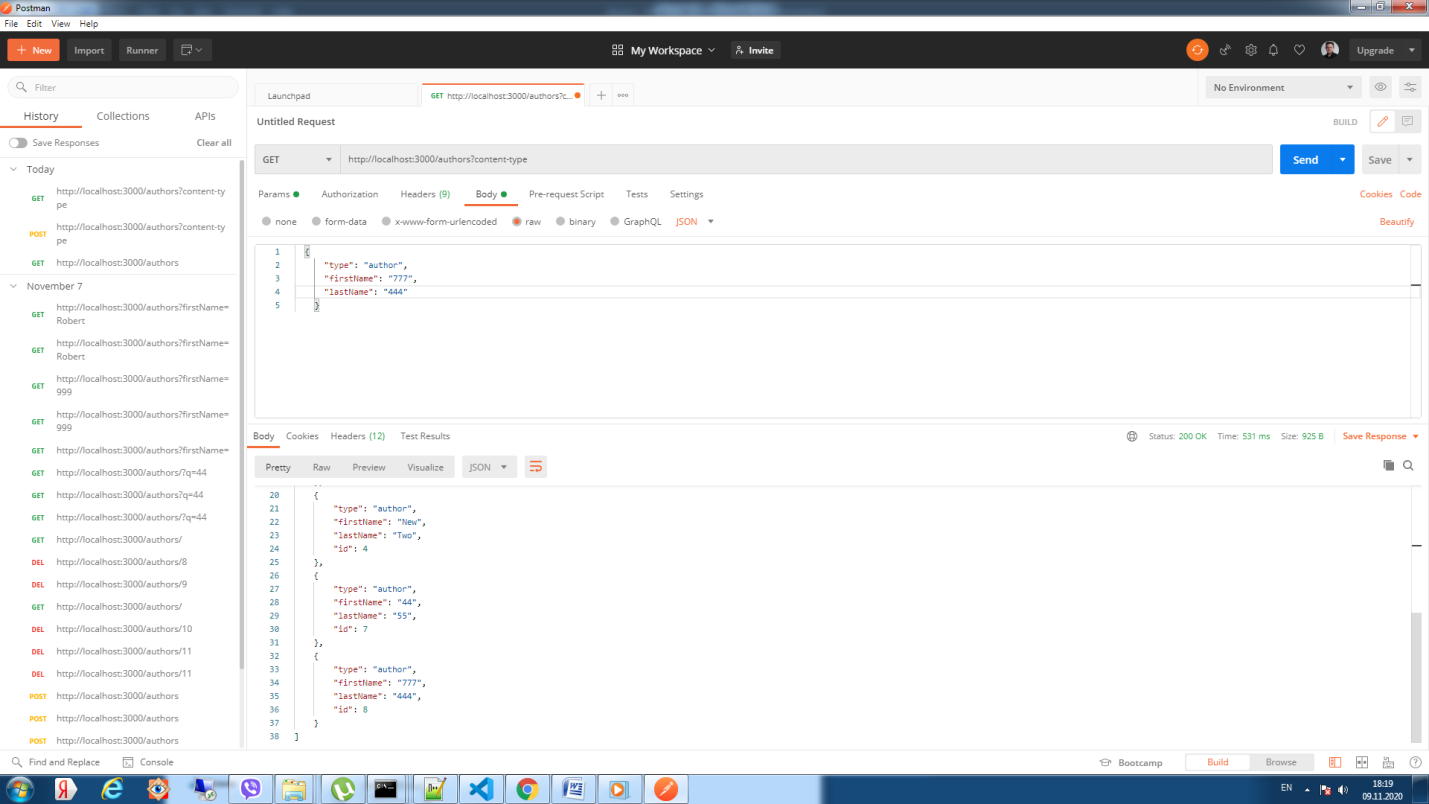 Postman
File Edit View Help
New Import Runner My Workspace Invite Upgrade
Filter
History Collections APIs
Save Responses Clear all
Today
GET http://localhost:3000/authors?content-ty
pe
POST http://localhost:3000/authors?content-ty
pe
GET http://localhost:3000/authors
November 7
GET http://localhost:3000/authors?firstName=
Robert
GET http://localhost:3000/authors?firstName=
Robert
GET http://localhost:3000/authors?firstName=
999
GET http://localhost:3000/authors?firstName=
999
GET http://localhost:3000/authors?firstName=
GET http://localhost:3000/authors/?q=44
GET http://localhost:3000/authors?q=44
GET http://localhost:3000/authors/?q=44
GET http://localhost:3000/authors/
DEL http://localhost:3000/authors/8
DEL http://localhost:3000/authors/9
GET http://localhost:3000/authors/
DEL http://localhost:3000/authors/10
DEL http://localhost:3000/authors/11
DEL http://localhost:3000/authors/11
POST http://localhost:3000/authors
POST http://localhost:3000/authors
POST http://localhost:3000/authors
Launchpad GET http://localhost:3000/authors?c... No Environment
Untitled Request BUILD
GET http://localhost:3000/authors?content-type Send Save
Params Authorization Headers (9) Body Pre-request Script Tests Settings Cookies Code
none form-data x-www-form-urlencoded raw binary GraphQL JSON Beautify
1 {
2 "type": "author",
3 "firstName": "777",
4 "lastName": "444"
5 }
Body Cookies Headers (12) Test Results Status: 200 OK Time: 531 ms Size: 925 B Save Response
Pretty Raw Preview Visualize JSON
20 {
21 "type": "author",
22 "firstName": "New",
23 "lastName": "Two",
24 "id": 4
25 },
26 {
27 "type": "author",
28 "firstName": "44",
29 "lastName": "55",
30 "id": 7
31 },
32 {
33 "type": "author",
34 "firstName": "777",
35 "lastName": "444",
36 "id": 8
37 }
38 ]
Find and Replace Console Bootcamp Build Browse
EN 18:19
09.11.2020